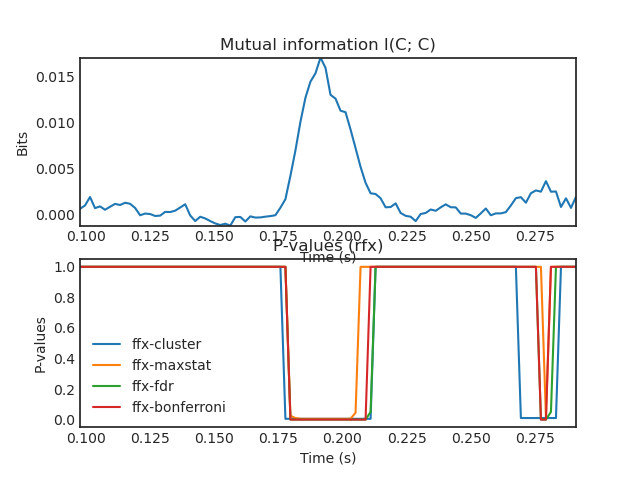 Mutual information I(C; C)
0.015
0.010
0.005
0.000
Bits
0.100 0.125 0.150 0.175 0.200 0.225 0.250 0.275
Time (s)
P-values (rfx)
1.0
0.8
0.6
0.4
0.2
0.0
P-values
ffx-cluster
ffx-maxstat
ffx-fdr
ffx-bonferroni
0.100 0.125 0.150 0.175 0.200 0.225 0.250 0.275
Time (s)